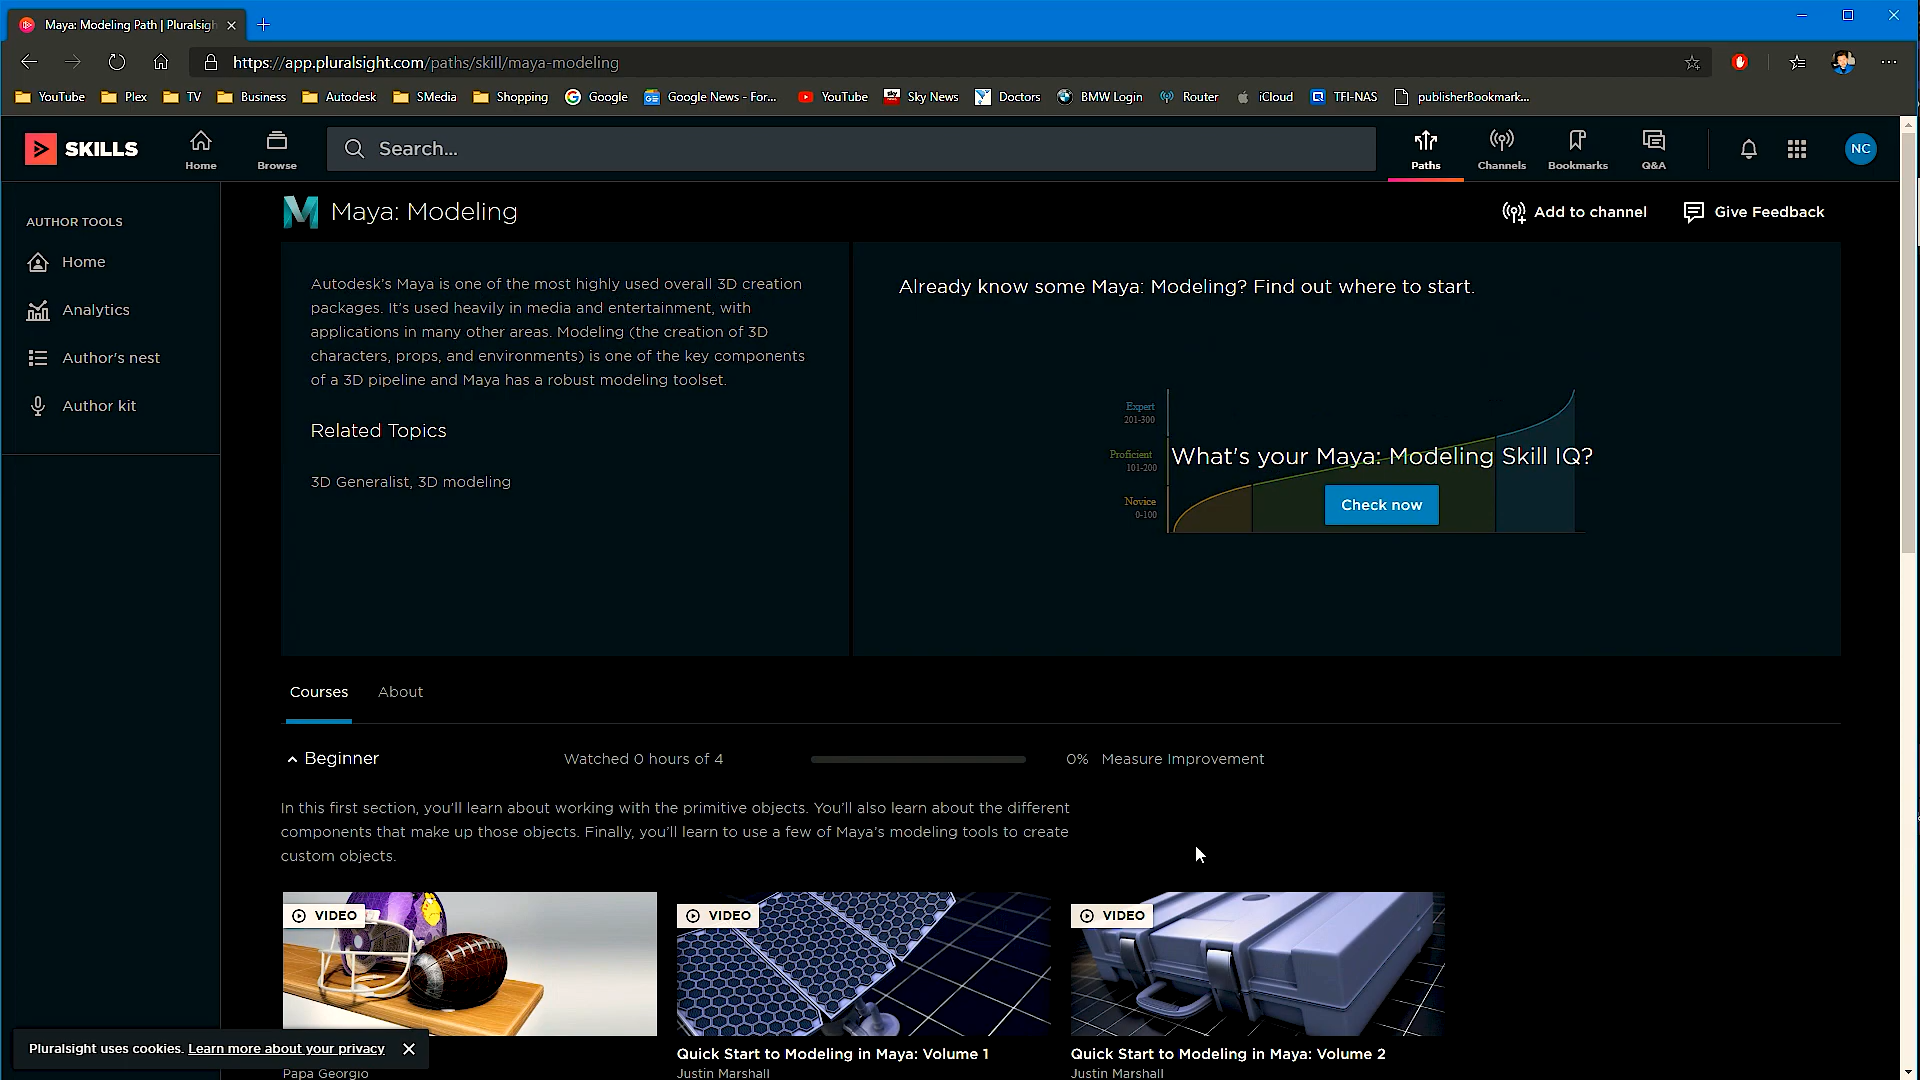 Maya: Modeling Path | Pluralsigh
https://app.pluralsight.com/paths/skill/maya-modeling
YouTube Plex TV Business Autodesk SMedia Shopping Google Google News - For... YouTube Sky News Doctors BMW Login Router iCloud TFI-NAS publisherBookmark...
SKILLS Home Browse Search... Paths Channels Bookmarks Q&A NC
AUTHOR TOOLS
Home
Analytics
Author's nest
Author kit
Maya: Modeling
Add to channel Give Feedback
Autodesk's Maya is one of the most highly used overall 3D creation
packages. It's used heavily in media and entertainment, with
applications in many other areas. Modeling (the creation of 3D
characters, props, and environments) is one of the key components
of a 3D pipeline and Maya has a robust modeling toolset.
Related Topics
3D Generalist, 3D modeling
Already know some Maya: Modeling? Find out where to start.
Expert
201-300
Proficient
101-200
Novice
0-100
What's your Maya: Modeling Skill IQ?
Check now
Courses About
Beginner Watched 0 hours of 4 0% Measure Improvement
In this first section, you'll learn about working with the primitive objects. You'll also learn about the different
components that make up those objects. Finally, you'll learn to use a few of Maya's modeling tools to create
custom objects.
VIDEO VIDEO VIDEO
Quick Start to Modeling in Maya: Volume 1 Quick Start to Modeling in Maya: Volume 2
Papa Georgio Justin Marshall Justin Marshall
Pluralsight uses cookies. Learn more about your privacy